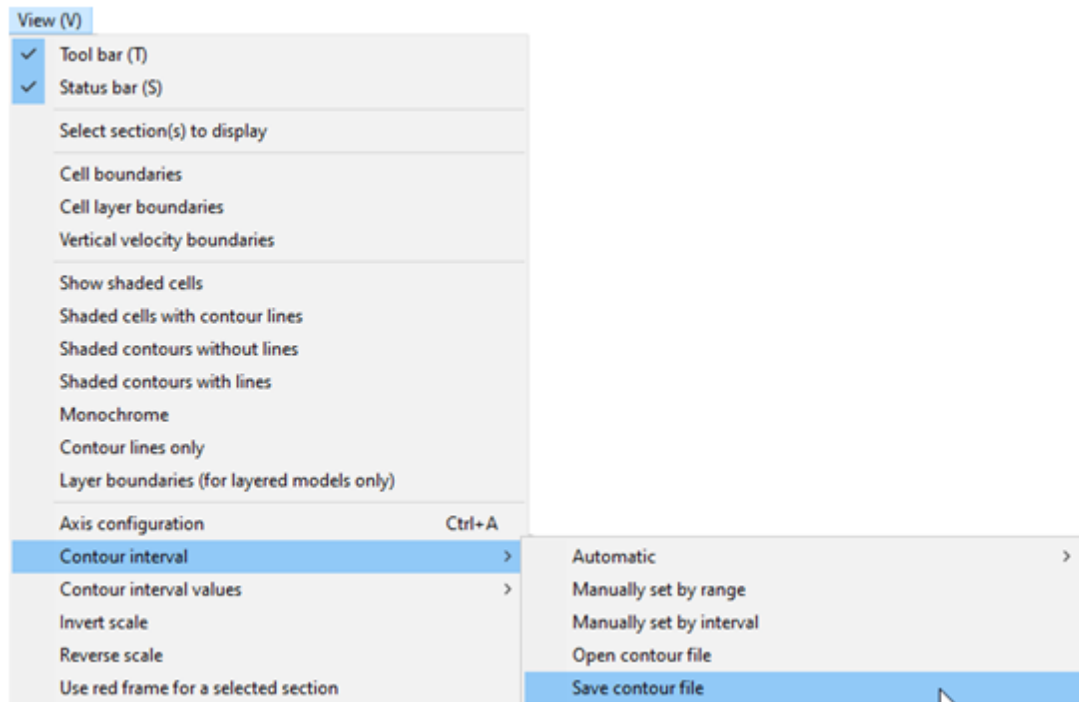 View (V)
Tool bar (T)
Status bar (S)
Select section(s) to display
Cell boundaries
Cell layer boundaries
Vertical velocity boundaries
Show shaded cells
Shaded cells with contour lines
Shaded contours without lines
Shaded contours with lines
Monochrome
Contour lines only
Layer boundaries (for layered models only)
Axis configuration Ctrl+A
Contour interval
Contour interval values
Invert scale
Reverse scale
Use red frame for a selected section
Automatic
Manually set by range
Manually set by interval
Open contour file
Save contour file